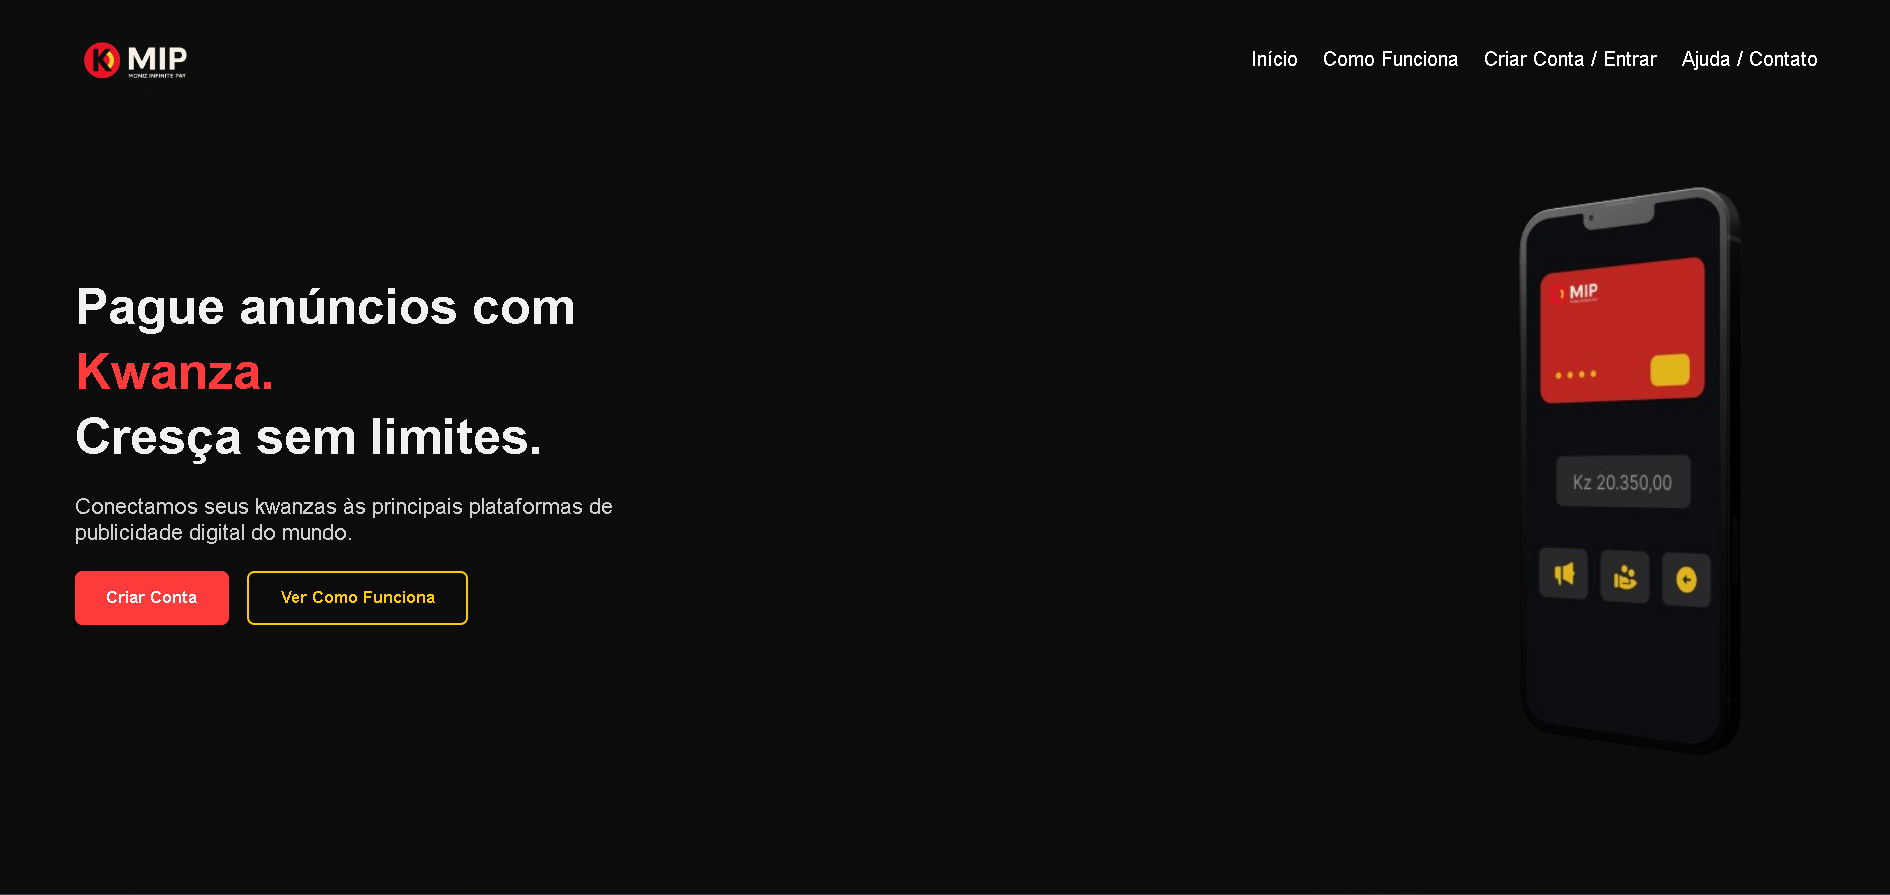 MIP
MONIZ INFINITE PAY
Início Como Funciona Criar Conta / Entrar Ajuda / Contato
Pague anúncios com
Kwanza.
Cresça sem limites.
Conectamos seus kwanzas às principais plataformas de
publicidade digital do mundo.
Criar Conta Ver Como Funciona
MIP
Kz 20.350,00